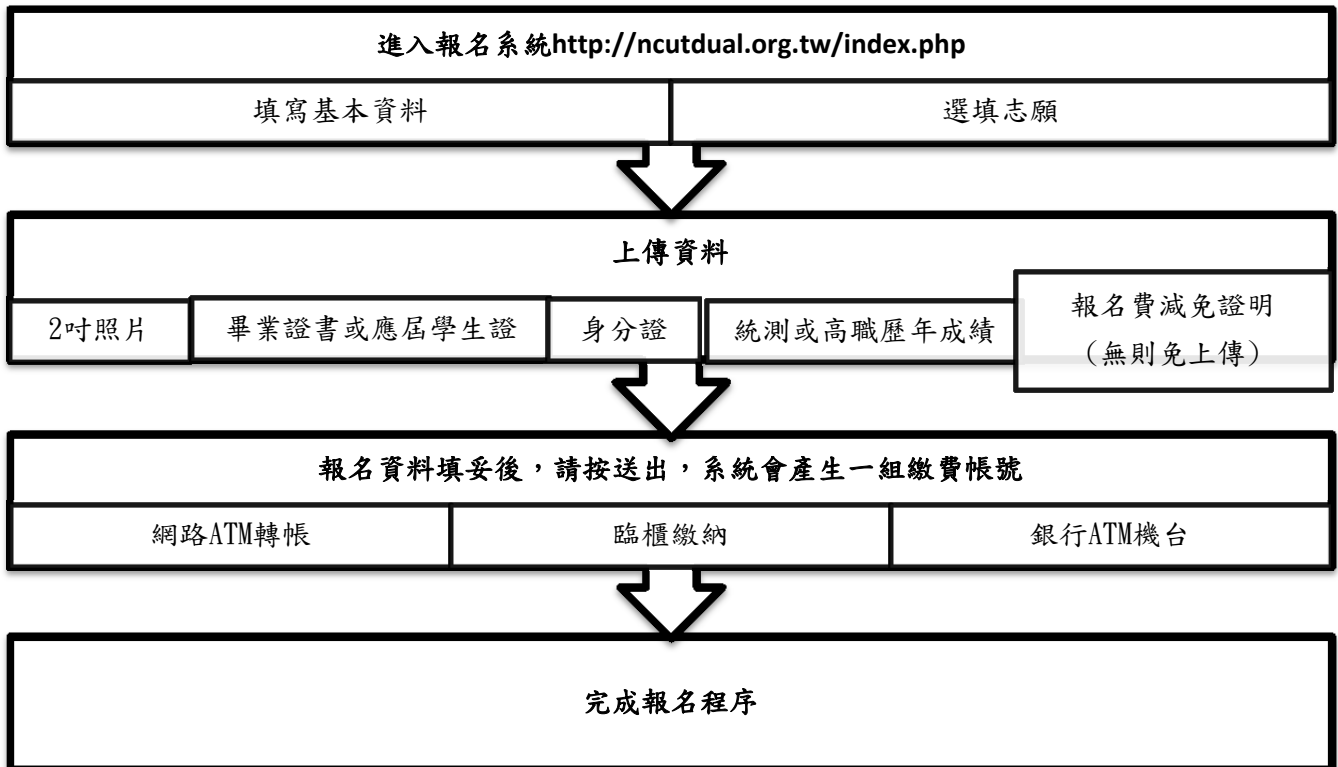 進入報名系統http://ncutdual.org.tw/index.php
填寫基本資料
選填志願
上傳資料
2吋照片
畢業證書或應屆學生證
身分證
統測或高職歷年成績
報名費減免證明
(無則免上傳)
報名資料填妥後，請按送出，系統會產生一組繳費帳號
網路ATM轉帳
臨櫃繳納
銀行ATM機台
完成報名程序